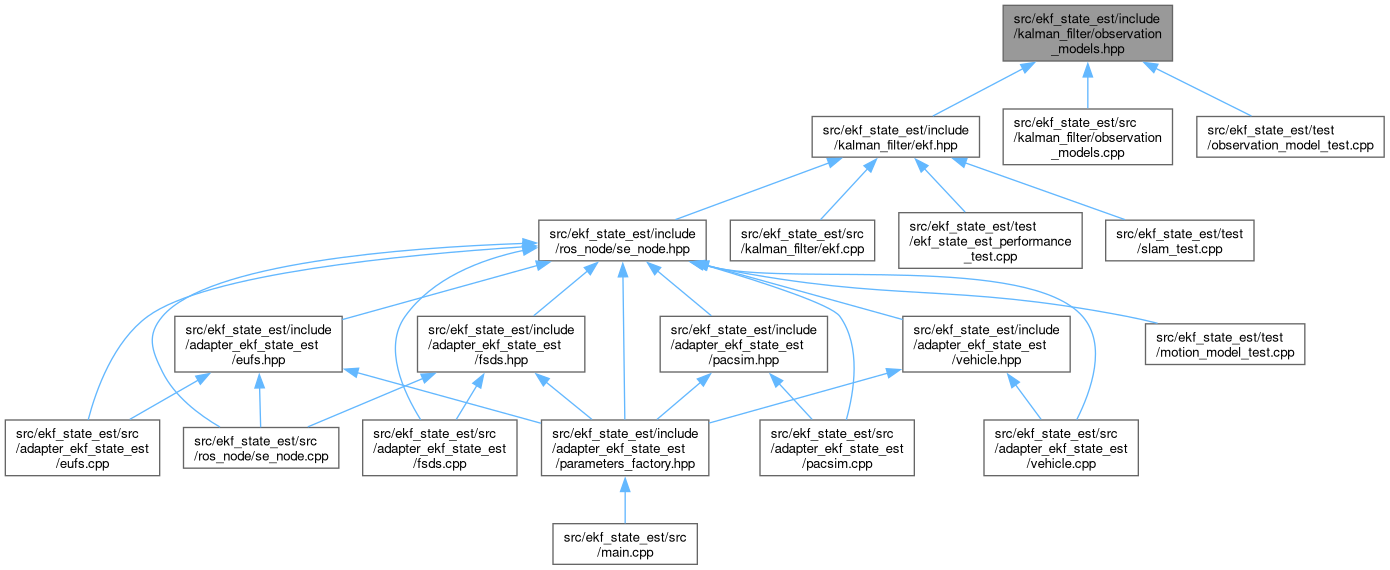 src/ekf_state_est/include
/kalman_filter/observation
_models.hpp
src/ekf_state_est/include
/kalman_filter/ekf.hpp
src/ekf_state_est/src
/kalman_filter/observation
_models.cpp
src/ekf_state_est/test
/observation_model_test.cpp
src/ekf_state_est/include
/ros_node/se_node.hpp
src/ekf_state_est/src
/kalman_filter/ekf.cpp
src/ekf_state_est/test
/ekf_state_est_performance
_test.cpp
src/ekf_state_est/test
/slam_test.cpp
src/ekf_state_est/include
/adapter_ekf_state_est
/eufs.hpp
src/ekf_state_est/include
/adapter_ekf_state_est
/fsds.hpp
src/ekf_state_est/include
/adapter_ekf_state_est
/pacsim.hpp
src/ekf_state_est/include
/adapter_ekf_state_est
/vehicle.hpp
src/ekf_state_est/test
/motion_model_test.cpp
src/ekf_state_est/src
/adapter_ekf_state_est
/eufs.cpp
src/ekf_state_est/src
/ros_node/se_node.cpp
src/ekf_state_est/src
/adapter_ekf_state_est
/fsds.cpp
src/ekf_state_est/include
/adapter_ekf_state_est
/parameters_factory.hpp
src/ekf_state_est/src
/adapter_ekf_state_est
/pacsim.cpp
src/ekf_state_est/src
/adapter_ekf_state_est
/vehicle.cpp
src/ekf_state_est/src
/main.cpp